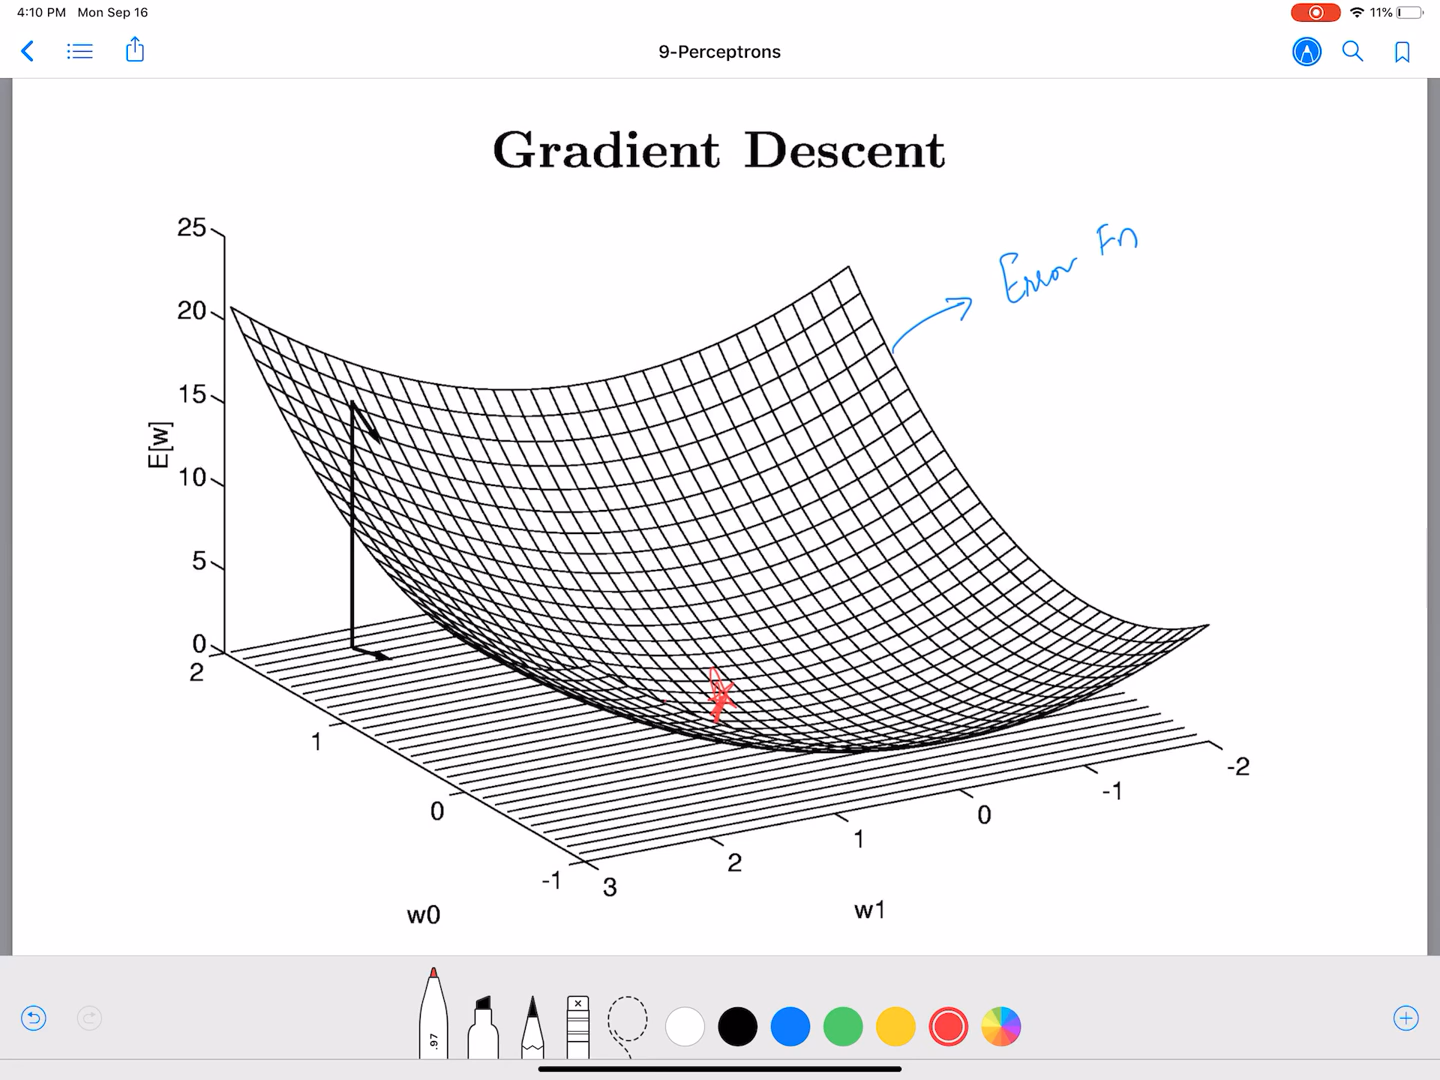 4:10 PM Mon Sep 16
11%
9-Perceptrons
Gradient Descent
Error Fn
25
20
15
10
5
0
E[w]
2
1
0
-1
w0
3
2
1
0
-1
-2
w1
.97